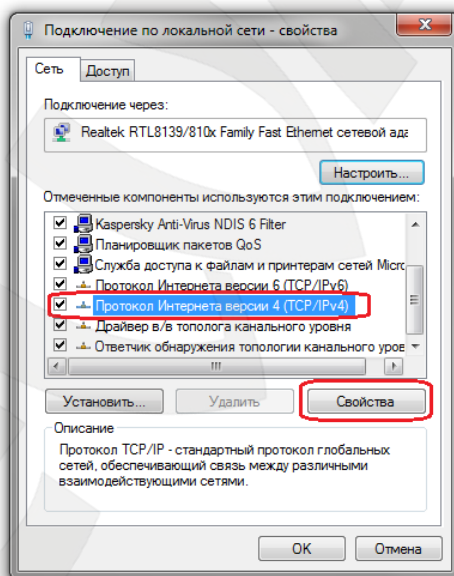 Подключение по локальной сети - свойства
Сеть
Доступ
Подключение через:
Realtek RTL8139/810x Family Fast Ethernet сетевой ада
Настроить...
Отмеченные компоненты используются этим подключением:
Kaspersky Anti-Virus NDIS 6 Filter
Планировщик пакетов QoS
Служба доступа к файлам и принтерам сетей Micro
Протокол Интернета версии 6 (TCP/IPv6)
Протокол Интернета версии 4 (TCP/IPv4)
Драйвер в/в тополога канального уровня
Ответчик обнаружения топологии канального уров
Установить...
Удалить
Свойства
Описание
Протокол TCP/IP - стандартный протокол глобальных
сетей, обеспечивающий связь между различными
взаимодействующими сетями.
OK
Отмена